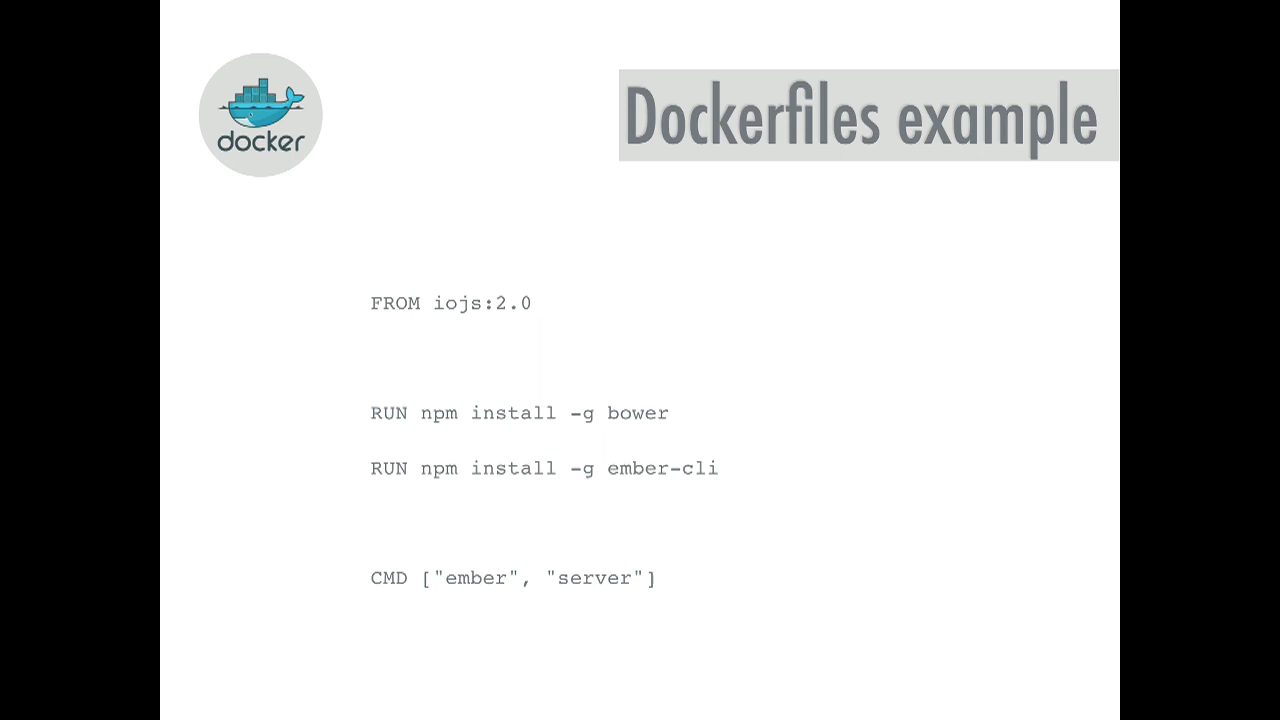 docker
Dockerfiles example
FROM iojs:2.0
RUN npm install -g bower
RUN npm install -g ember-cli
CMD ["ember", "server"]